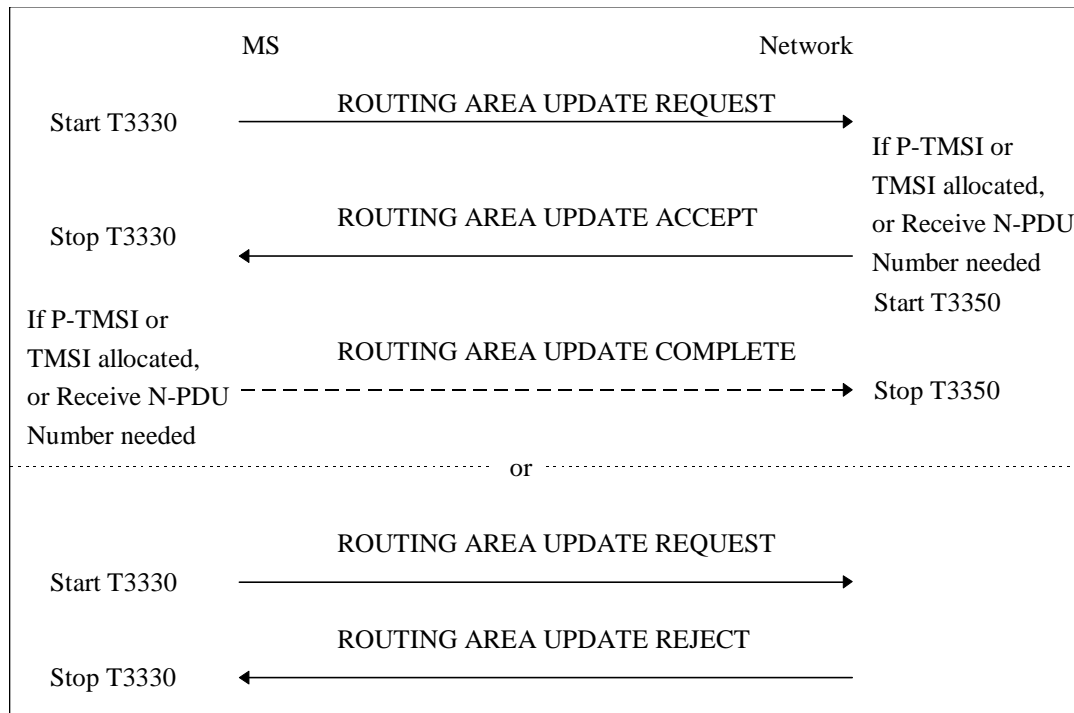 MS
Network
ROUTING AREA UPDATE REQUEST
Start T3330
If P-TMSI or
TMSI allocated,
or Receive N-PDU
Number needed
Start T3350
ROUTING AREA UPDATE ACCEPT
Stop T3330
If P-TMSI or
TMSI allocated,
or Receive N-PDU
Number needed
ROUTING AREA UPDATE COMPLETE
Stop T3350
or
ROUTING AREA UPDATE REQUEST
Start T3330
ROUTING AREA UPDATE REJECT
Stop T3330